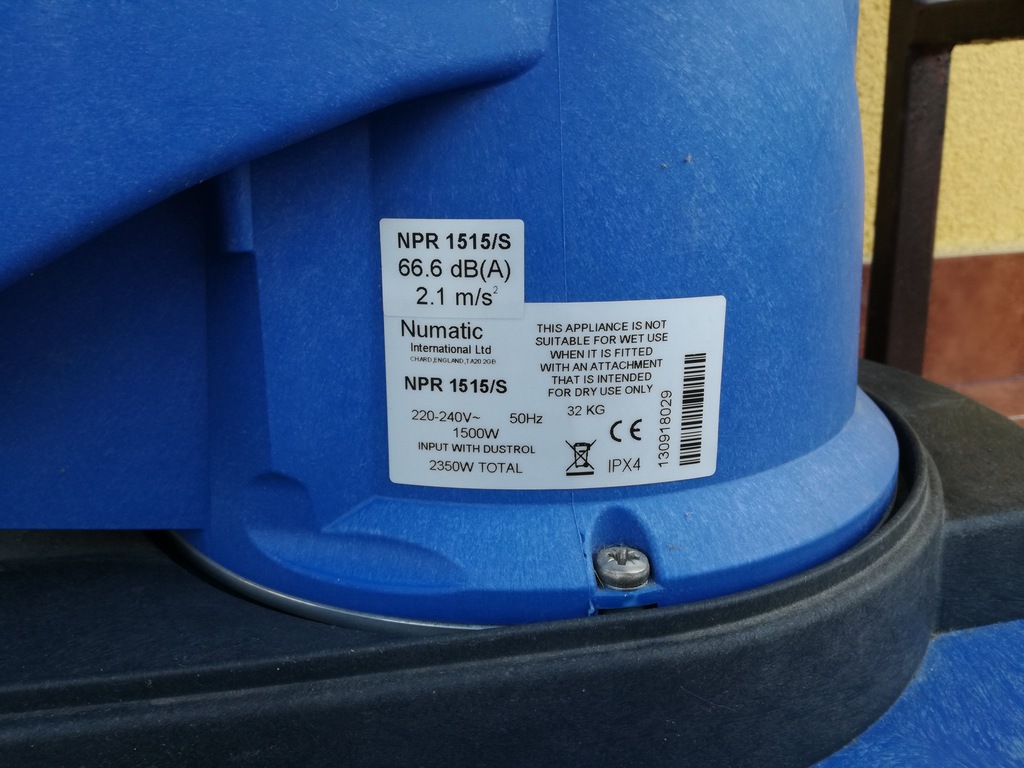 NPR 1515/S
66.6 dB(A)
2.1 m/s²
Numatic
International Ltd
CHARD,ENGLAND,TA20 2GB
NPR 1515/S
220-240V~ 50Hz
1500W
INPUT WITH DUSTROL
2350W TOTAL
THIS APPLIANCE IS NOT
SUITABLE FOR WET USE
WHEN IT IS FITTED
WITH AN ATTACHMENT
THAT IS INTENDED
FOR DRY USE ONLY
32 KG
CE
IPX4
130918029